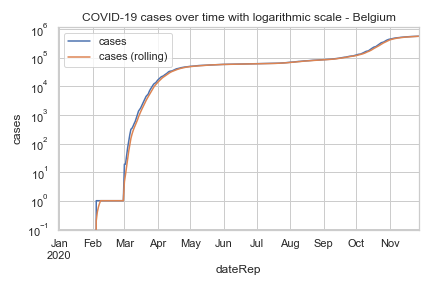 COVID-19 cases over time with logarithmic scale - Belgium
cases
cases (rolling)
10^6
10^5
10^4
10^3
10^2
10^1
10^0
10^-1
cases
Jan Feb Mar Apr May Jun Jul Aug Sep Oct Nov
2020
dateRep